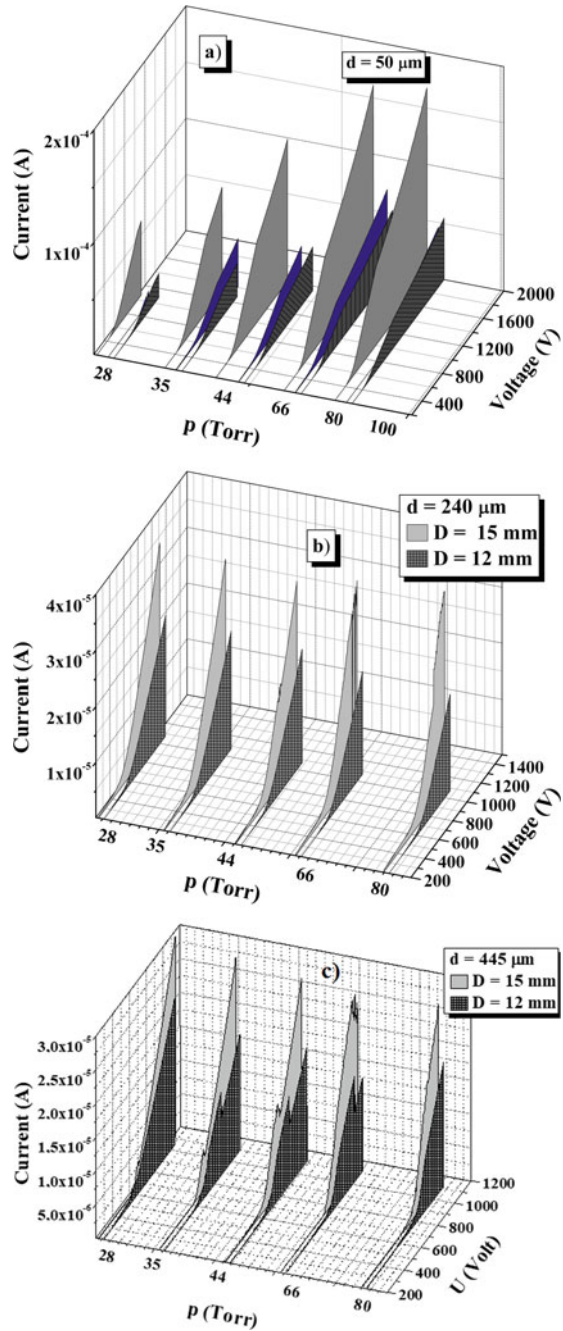 a)
d = 50 μm
2x10⁻⁴
1x10⁻⁴
Current (A)
28
35
44
66
80
100
p (Torr)
400
800
1200
1600
2000
Voltage (V)
b)
d = 240 μm
D = 15 mm
D = 12 mm
4x10⁻⁵
3x10⁻⁵
2x10⁻⁵
1x10⁻⁵
Current (A)
28
35
44
66
80
p (Torr)
200
400
600
800
1000
1200
1400
Voltage (V)
c)
d = 445 μm
D = 15 mm
D = 12 mm
3.0x10⁻⁵
2.5x10⁻⁵
2.0x10⁻⁵
1.5x10⁻⁵
1.0x10⁻⁵
5.0x10⁻⁶
Current (A)
28
35
44
66
80
p (Torr)
200
400
600
800
1000
1200
U (Volt)